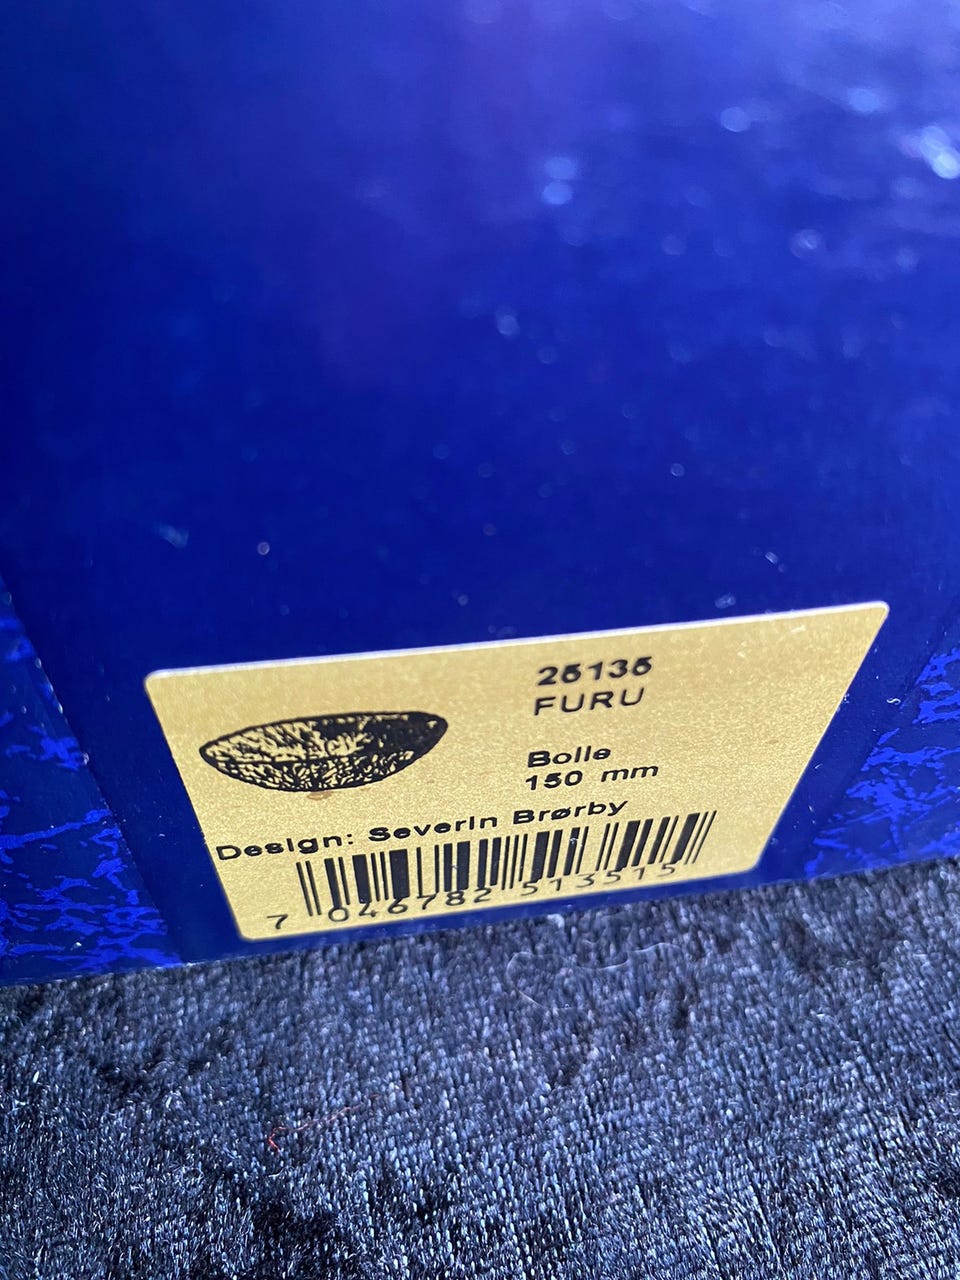 25135
FURU
Bolle
150 mm
Design: Severin Brørby
7 046782 513515